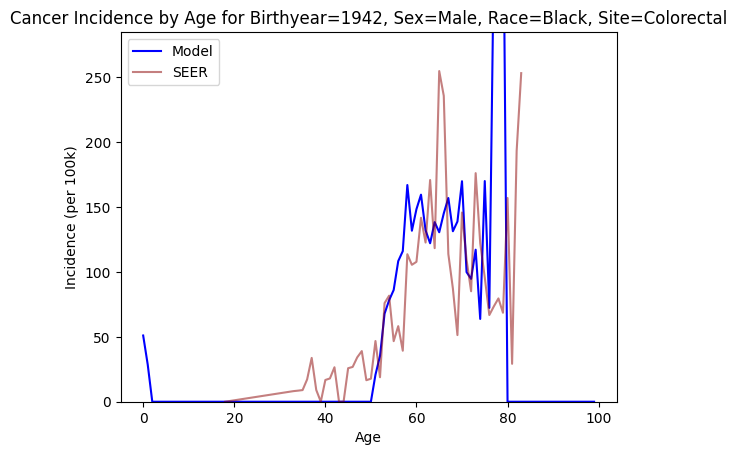 Cancer Incidence by Age for Birthyear=1942, Sex=Male, Race=Black, Site=Colorectal
Model
SEER
250
200
150
100
50
0
Incidence (per 100k)
0 20 40 60 80 100
Age